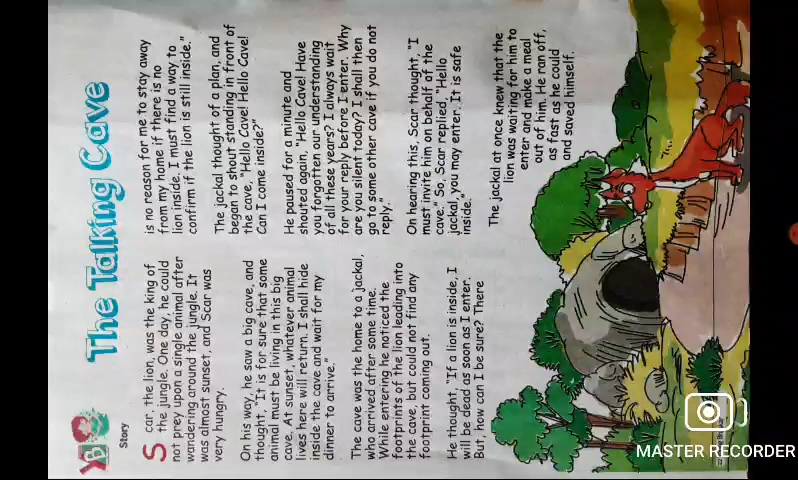 Story
The Talking Cave
Scar, the lion, was the king of
the jungle. One day, he could
not prey upon a single animal after
wandering around the jungle. It
was almost sunset, and Scar was
very hungry.
On his way, he saw a big cave, and
thought, "It is for sure that some
animal must be living in this big
cave. At sunset, whatever animal
lives here will return. I shall hide
inside the cave and wait for my
dinner to arrive."
The cave was the home to a jackal,
who arrived after some time.
While entering he noticed the
footprints of the lion leading into
the cave, but could not find any
footprint coming out.
He thought, "If a lion is inside, I
will be dead as soon as I enter.
But, how can I be sure? There
is no reason for me to stay away
from my home if there is no
lion inside. I must find a way to
confirm if the lion is still inside."
The jackal thought of a plan, and
began to shout standing in front of
the cave, "Hello Cave! Hello Cave!
Can I come inside?"
He paused for a minute and
shouted again, "Hello Cave! Have
you forgotten our understanding
of all these years? I always wait
for your reply before I enter. Why
are you silent today? I shall then
go to some other cave if you do not
reply."
On hearing this, Scar thought, "I
must invite him on behalf of the
cave." So, Scar replied, "Hello
jackal, you may enter. It is safe
inside."
The jackal at once knew that the
lion was waiting for him to
enter and make a meal
out of him. He ran off,
as fast as he could
and saved himself.
MASTER RECORDER